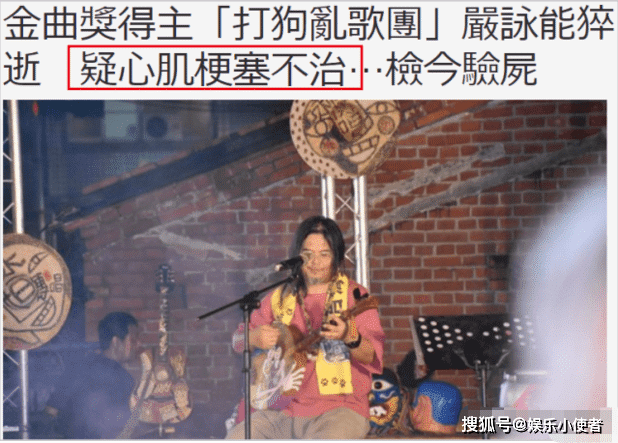 金曲獎得主「打狗亂歌團」嚴詠能猝
逝 疑心肌梗塞不治…檢今驗屍
搜狐号@娱乐小使者